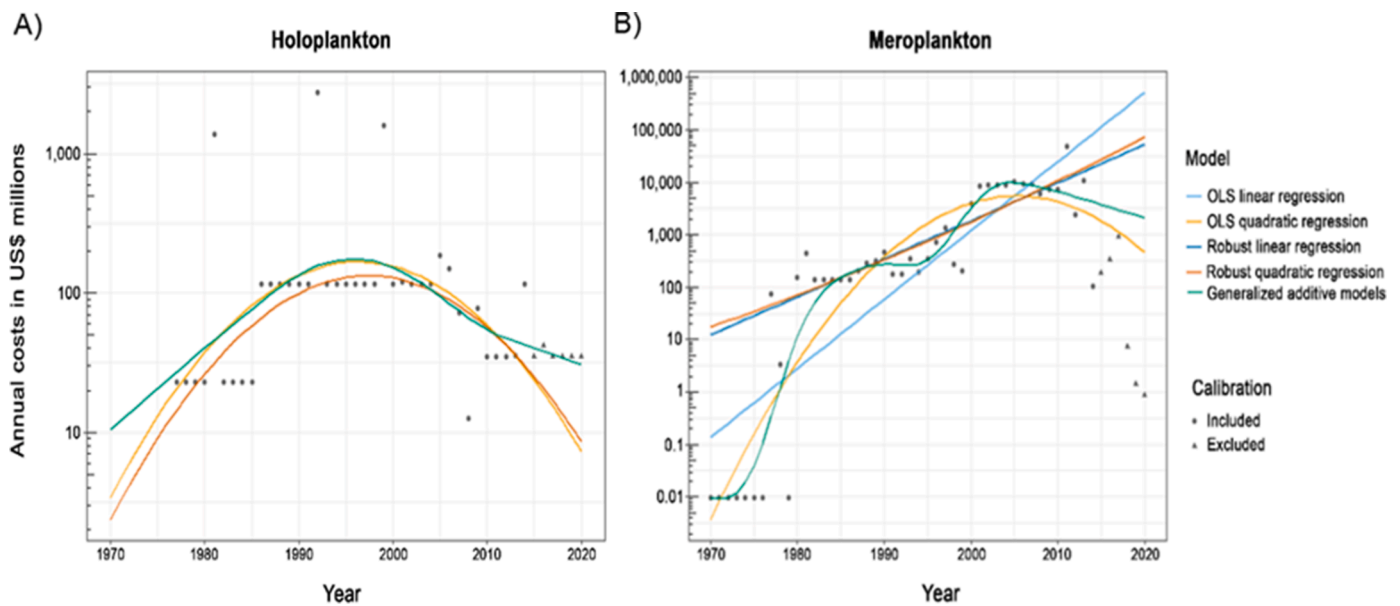 A)
Holoplankton
Annual costs in US$ millions
1,000
100
10
1970
1980
1990
2000
2010
2020
Year
B)
Meroplankton
1,000,000
100,000
10,000
1,000
100
10
1
0.1
0.01
1970
1980
1990
2000
2010
2020
Year
Model
OLS linear regression
OLS quadratic regression
Robust linear regression
Robust quadratic regression
Generalized additive models
Calibration
Included
Excluded